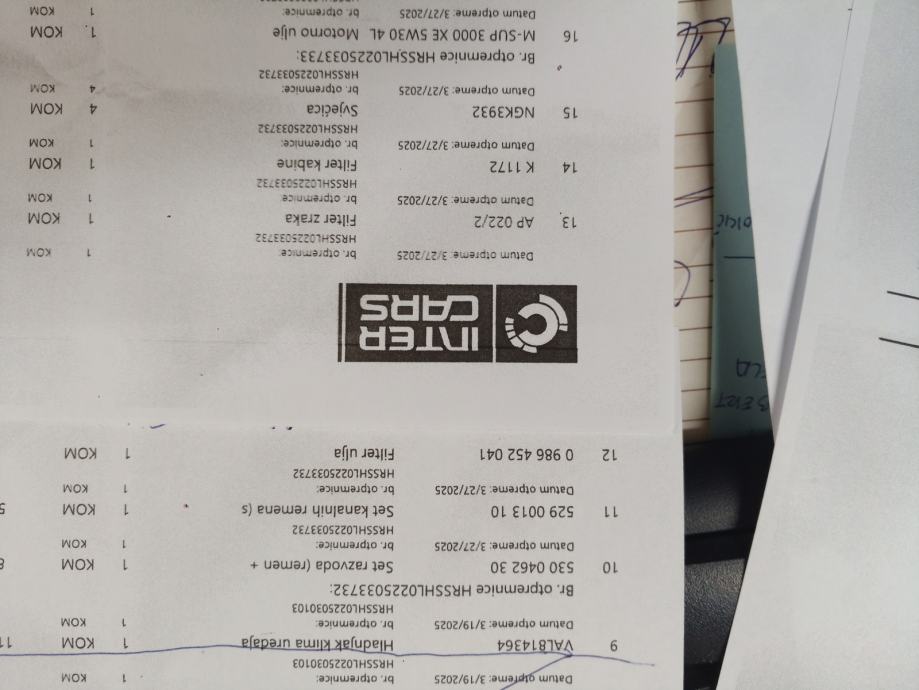 Datum otpreme: 3/19/2025 br. otpremnice: 1 KOM
HRSSHL0225030103
9 VAL814364 Hladnjak klima uređaja 1 KOM
Datum otpreme: 3/19/2025 br. otpremnice: 1 KOM
HRSSHL0225030103
Br. otpremnice HRSSHL0225033732:
10 530 0462 30 Set razvoda (remen + 1 KOM
Datum otpreme: 3/27/2025 br. otpremnice: 1 KOM
HRSSHL0225033732
11 529 0013 10 Set kanalnih remena (s 1 KOM
Datum otpreme: 3/27/2025 br. otpremnice: 1 KOM
HRSSHL0225033732
12 0 986 452 041 Filter ulja 1 KOM
INTER
CARS
Datum otpreme: 3/27/2025 br. otpremnice: 1 KOM
HRSSHL0225033732
13 AP 022/2 Filter zraka 1 KOM
Datum otpreme: 3/27/2025 br. otpremnice: 1 KOM
HRSSHL0225033732
14 K 1172 Filter kabine 1 KOM
Datum otpreme: 3/27/2025 br. otpremnice: 1 KOM
HRSSHL0225033732
15 NGK3932 Svjećica 4 KOM
Datum otpreme: 3/27/2025 br. otpremnice: 4 KOM
HRSSHL0225033732
Br. otpremnice HRSSHL0225033733:
16 M-SUP 3000 XE 5W30 4L Motorno ulje 1 KOM
Datum otpreme: 3/27/2025 br. otpremnice: 1 KOM